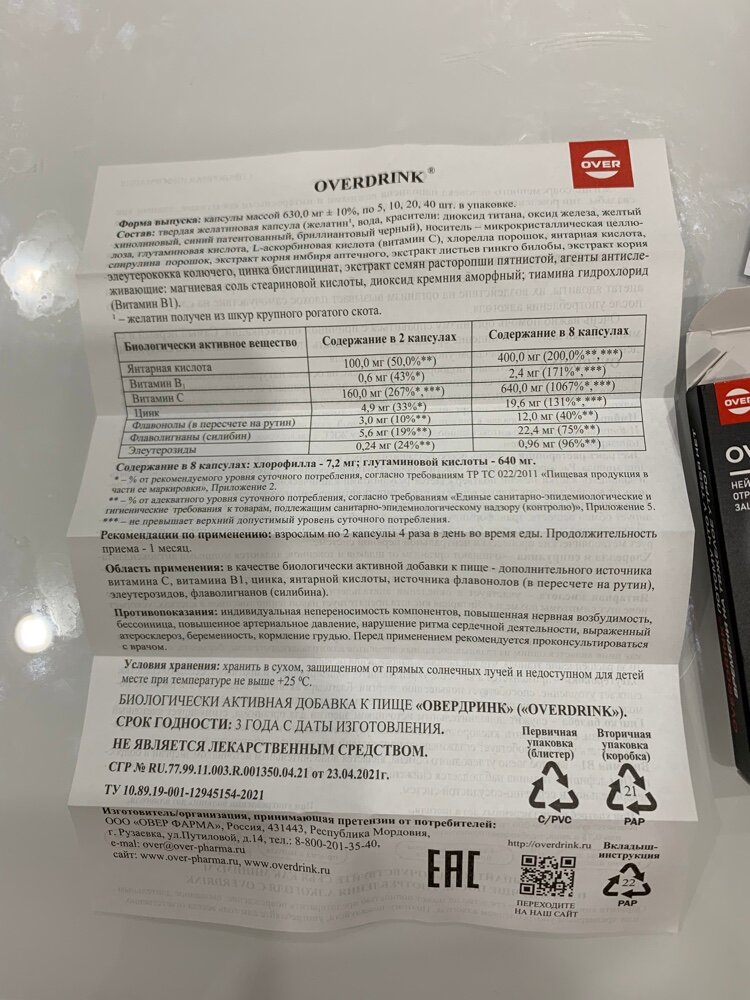 OVER
OVERDRINK®
Форма выпуска: капсулы массой 630,0 мг ± 10%, по 5, 10, 20, 40 шт. в упаковке.
Состав: твердая желатиновая капсула (желатин¹, вода, красители: диоксид титана, оксид железа, желтый
хинолиновый, синий патентованный, бриллиантовый черный), носитель – микрокристаллическая целлю-
лоза, глутаминовая кислота, L-аскорбиновая кислота (витамин С), хлорелла порошок, янтарная кислота,
спирулина порошок, экстракт корня имбиря аптечного, экстракт листьев гинкго билобы, экстракт корня
элеутерококка колючего, цинка бисглицинат, экстракт семян расторопши пятнистой, агенты антисле-
живающие: магниевая соль стеариновой кислоты, диоксид кремния аморфный; тиамина гидрохлорид
(Витамин В1).
¹ – желатин получен из шкур крупного рогатого скота.
Биологически активное вещество Содержание в 2 капсулах Содержание в 8 капсулах
Янтарная кислота 100,0 мг (50,0%**) 400,0 мг (200,0%**,***)
Витамин В₁ 0,6 мг (43%*) 2,4 мг (171%*,***)
Витамин С 160,0 мг (267%*,***) 640,0 мг (1067%*,***)
Цинк 4,9 мг (33%*) 19,6 мг (131%*,***)
Флавонолы (в пересчете на рутин) 3,0 мг (10%**) 12,0 мг (40%**)
Флаволигнаны (силибин) 5,6 мг (19%**) 22,4 мг (75%**)
Элеутерозиды 0,24 мг (24%**) 0,96 мг (96%**)
Содержание в 8 капсулах: хлорофилла - 7,2 мг; глутаминовой кислоты - 640 мг.
* – % от рекомендуемого уровня суточного потребления, согласно требованиям ТР ТС 022/2011 «Пищевая продукция в
части ее маркировки», Приложение 2.
** – % от адекватного уровня суточного потребления, согласно требованиям «Единые санитарно-эпидемиологические и
гигиенические требования к товарам, подлежащим санитарно-эпидемиологическому надзору (контролю)», Приложение 5.
*** – не превышает верхний допустимый уровень суточного потребления.
Рекомендации по применению: взрослым по 2 капсулы 4 раза в день во время еды. Продолжительность
приема - 1 месяц.
Область применения: в качестве биологически активной добавки к пище - дополнительного источника
витамина С, витамина В1, цинка, янтарной кислоты, источника флавонолов (в пересчете на рутин),
элеутерозидов, флаволигнанов (силибина).
Противопоказания: индивидуальная непереносимость компонентов, повышенная нервная возбудимость,
бессонница, повышенное артериальное давление, нарушение ритма сердечной деятельности, выраженный
атеросклероз, беременность, кормление грудью. Перед применением рекомендуется проконсультироваться
с врачом.
Условия хранения: хранить в сухом, защищенном от прямых солнечных лучей и недоступном для детей
месте при температуре не выше +25 ºС.
БИОЛОГИЧЕСКИ АКТИВНАЯ ДОБАВКА К ПИЩЕ «ОВЕРДРИНК» («OVERDRINK»).
СРОК ГОДНОСТИ: 3 ГОДА С ДАТЫ ИЗГОТОВЛЕНИЯ.
НЕ ЯВЛЯЕТСЯ ЛЕКАРСТВЕННЫМ СРЕДСТВОМ.
СГР № RU.77.99.11.003.R.001350.04.21 от 23.04.2021г.
ТУ 10.89.19-001-12945154-2021
Первичная
упаковка
(блистер)
C/PVC
Вторичная
упаковка
(коробка)
21
PAP
Изготовитель/организация, принимающая претензии от потребителей:
ООО «ОВЕР ФАРМА», Россия, 431443, Республика Мордовия,
г. Рузаевка, ул.Путиловой, д.14, тел.: 8-800-201-35-40,
e-mal: over@over-pharma.ru
сайт: www.over-pharma.ru, www.overdrink.ru
EAC
http://overdrink.ru
ПЕРЕХОДИТЕ
НА НАШ САЙТ
Вкладыш-
инструкция
22
PAP